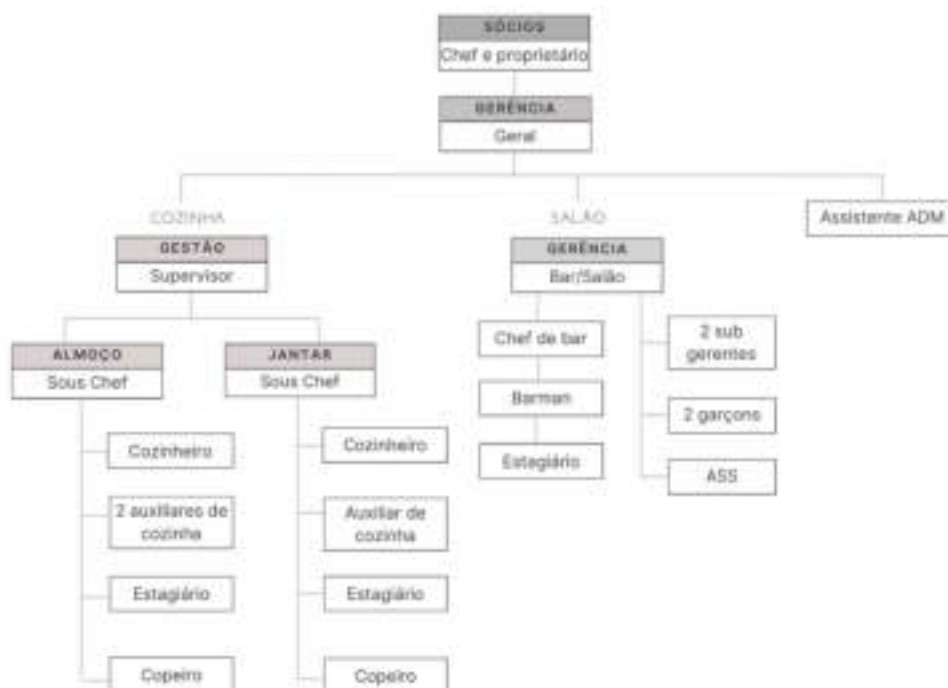 SÓCIOS
Chef e proprietário
GERÊNCIA
Geral
COZINHA
GESTÃO
Supervisor
ALMOÇO
Sous Chef
Cozinheiro
2 auxiliares de
cozinha
Estagiário
Copeiro
JANTAR
Sous Chef
Cozinheiro
Auxiliar de
cozinha
Estagiário
Copeiro
SALÃO
GERÊNCIA
Bar/Salão
Chef de bar
Barman
Estagiário
2 sub
gerentes
2 garçons
ASS
Assistente ADM